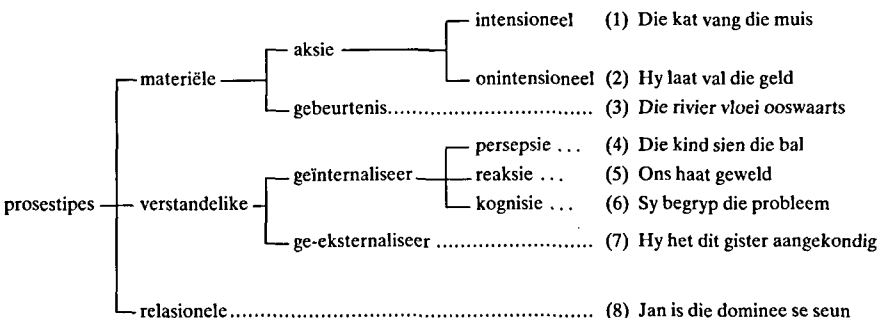 intensioneel (1) Die kat vang die muis
aksie
materiële onintensioneel (2) Hy laat val die geld
gebeurtenis................................ (3) Die rivier vloei ooswaarts
persepsie ... (4) Die kind sien die bal
geïnternaliseer reaksie ... (5) Ons haat geweld
prosestipes verstandelike kognisie ... (6) Sy begryp die probleem
ge-eksternaliseer ........................ (7) Hy het dit gister aangekondig
relasionele........................................................ (8) Jan is die dominee se seun